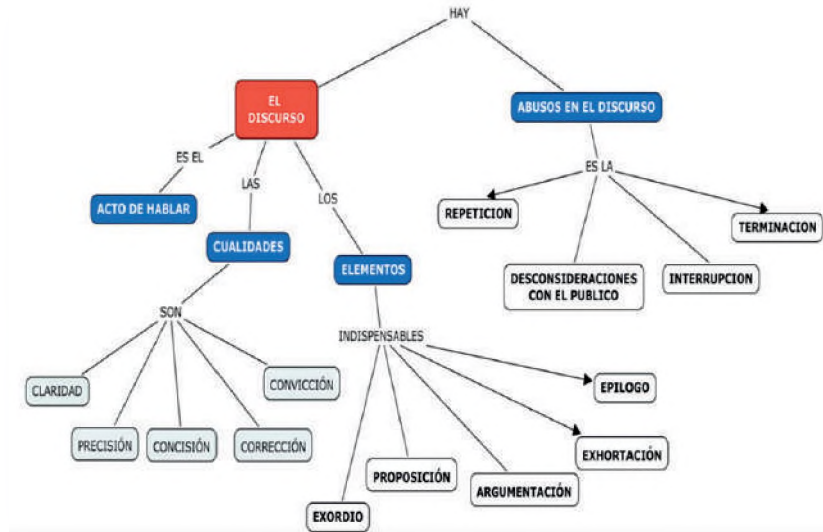 HAY
EL
DISCURSO
ABUSOS EN EL DISCURSO
ES EL
LAS
LOS
ES LA
ACTO DE HABLAR
REPETICION
TERMINACION
CUALIDADES
ELEMENTOS
DESCONSIDERACIONES
CON EL PUBLICO
INTERRUPCION
SON
INDISPENSABLES
CLARIDAD
CONVICCIÓN
EPILOGO
PRECISIÓN
CONCISIÓN
CORRECCIÓN
EXHORTACIÓN
PROPOSICIÓN
ARGUMENTACIÓN
EXORDIO